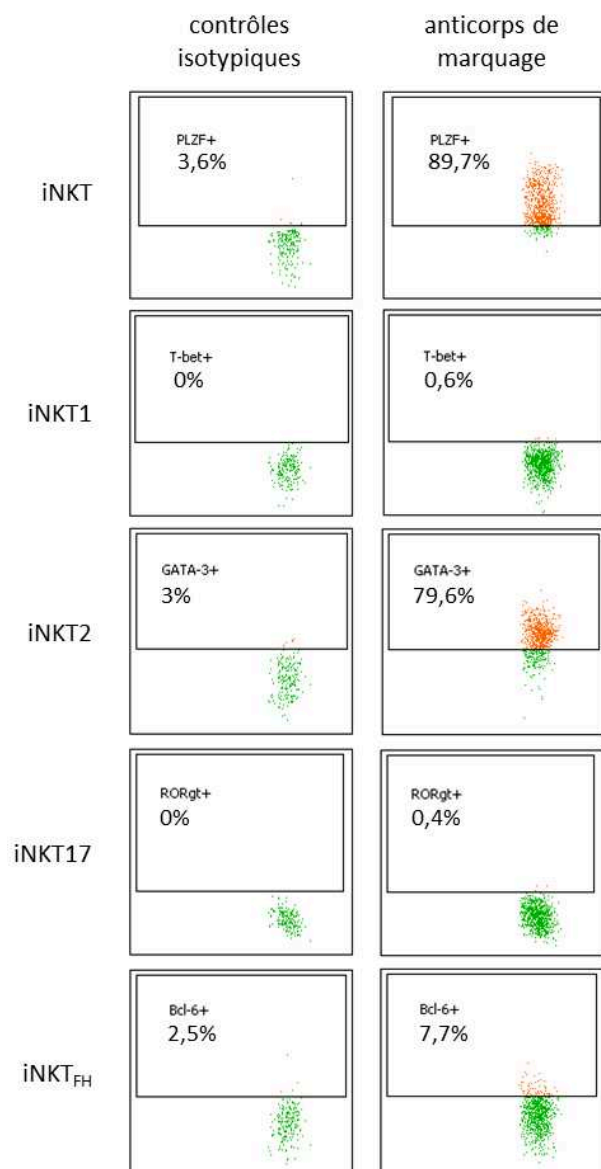 contrôles
isotypiques
anticorps de
marquage
iNKT
PLZF+
3,6%
PLZF+
89,7%
iNKT1
T-bet+
0%
T-bet+
0,6%
iNKT2
GATA-3+
3%
GATA-3+
79,6%
iNKT17
RORgt+
0%
RORgt+
0,4%
iNKTFH
Bcl-6+
2,5%
Bcl-6+
7,7%